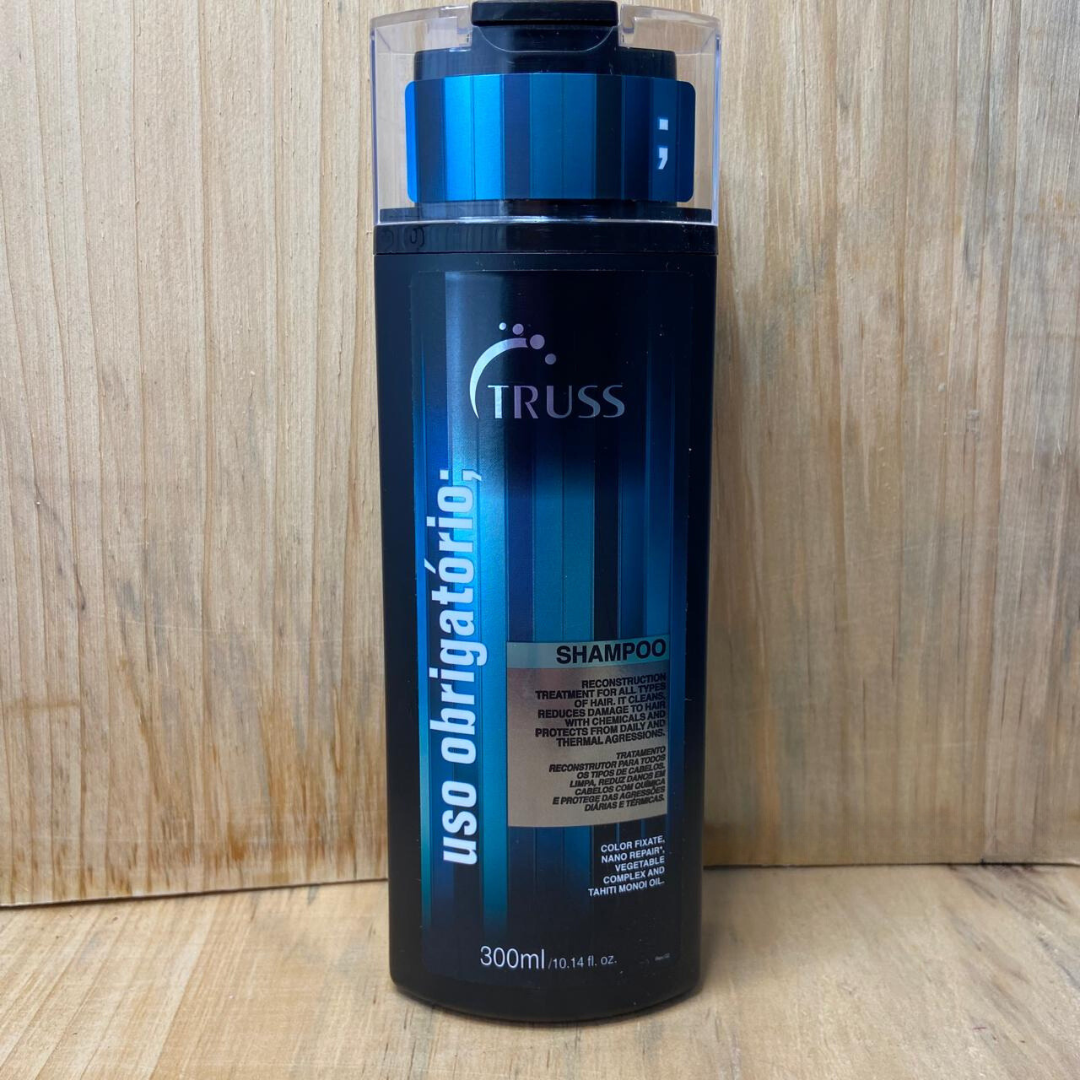 ;
TRUSS
uso obrigatório;
SHAMPOO
RECONSTRUCTION
TREATMENT FOR ALL TYPES
OF HAIR. IT CLEANS,
REDUCES DAMAGE TO HAIR
WITH CHEMICALS AND
PROTECTS FROM DAILY AND
THERMAL AGRESSIONS.
TRATAMENTO
RECONSTRUTOR PARA TODOS
OS TIPOS DE CABELOS.
LIMPA, REDUZ DANOS EM
CABELOS COM QUÍMICA
E PROTEGE DAS AGRESSÕES
DIÁRIAS E TÉRMICAS.
COLOR FIXATE,
NANO REPAIR*,
VEGETABLE
COMPLEX AND
TAHITI MONOI OIL.
300ml/10.14 fl. oz.